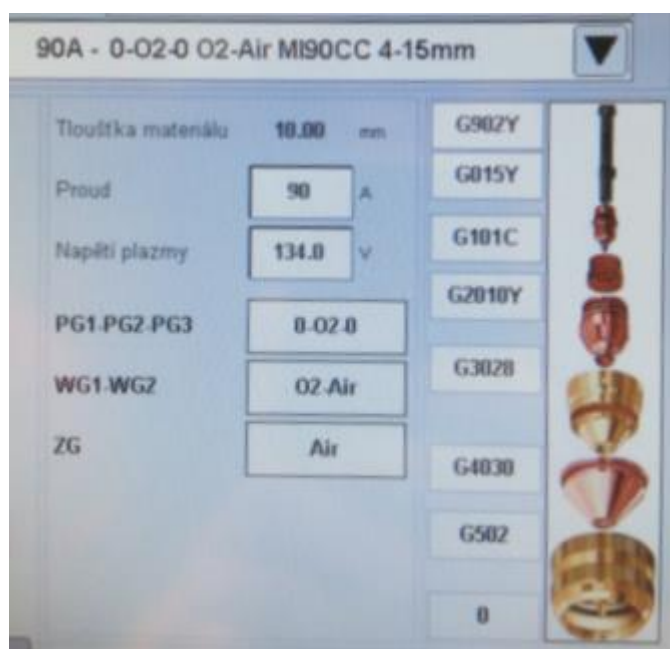 90A - 0-O2-0 O2-Air MI90CC 4-15mm
Tloušťka materiálu 10.00 mm
Proud 90 A
Napětí plazmy 134.0 V
PG1-PG2-PG3 0-O2-0
WG1-WG2 O2-Air
ZG Air
G902Y
G015Y
G101C
G2010Y
G3028
G4030
G502
0